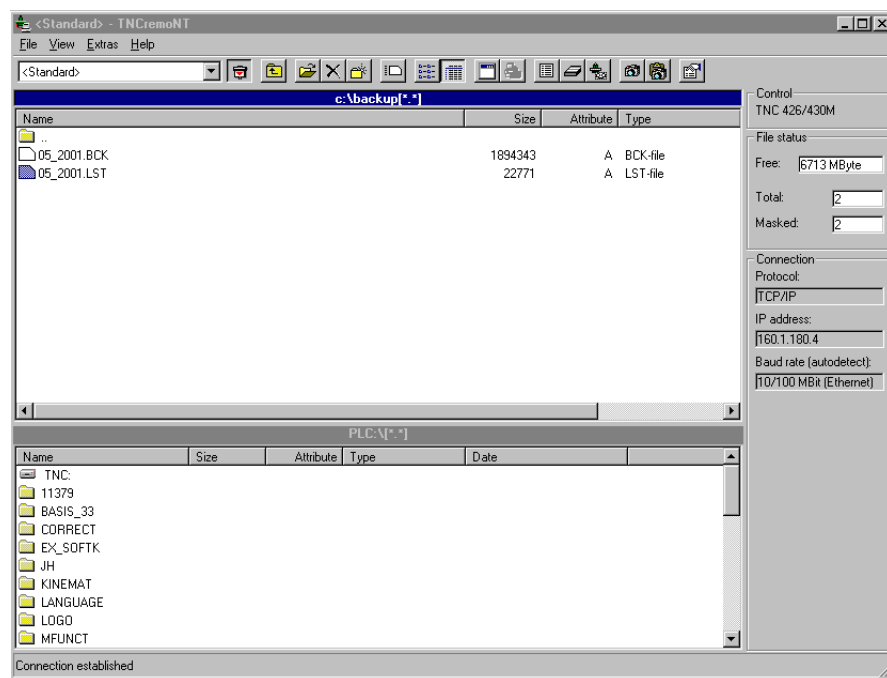 <Standard> - TNCremoNT
File View Extras Help
<Standard>
c:\backup[*.*]
Name Size Attribute Type
..
05_2001.BCK 1894343 A BCK-file
05_2001.LST 22771 A LST-file
PLC:\[*.*]
Name Size Attribute Type Date
TNC:
11379
BASIS_33
CORRECT
EX_SOFTK
JH
KINEMAT
LANGUAGE
LOGO
MFUNCT
Control
TNC 426/430M
File status
Free: 6713 MByte
Total: 2
Masked: 2
Connection
Protocol:
TCP/IP
IP address:
160.1.180.4
Baud rate (autodetect):
10/100 MBit (Ethernet)
Connection established